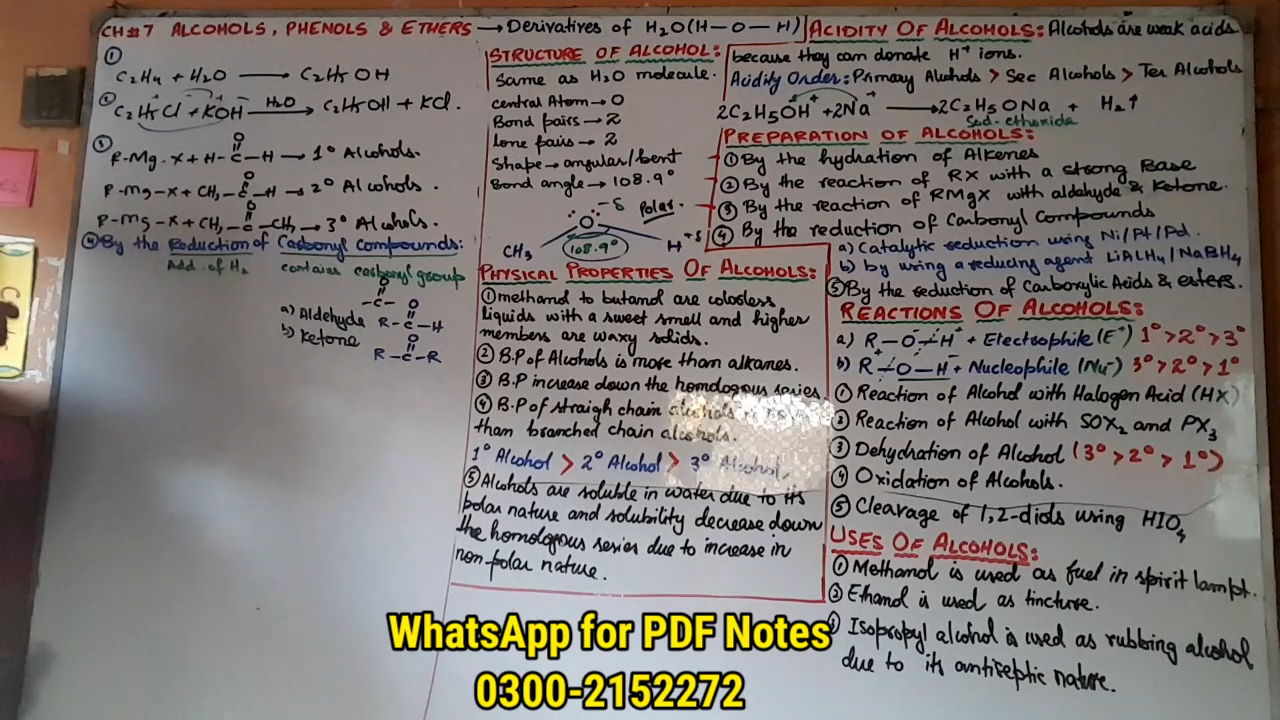 CH#7 ALCOHOLS, PHENOLS & ETHERS → Derivatives of H₂O(H–O–H)
①
C₂H₄ + H₂O → C₂H₅OH
② C₂H₅Cl + KOH –H₂O→ C₂H₅OH + KCl.
③
O
R-Mg-X + H-C-H → 1° Alcohols.
O
R-Mg-X + CH₃-C-H → 2° Alcohols.
O
R-Mg-X + CH₃-C-CH₃ → 3° Alcohols.
④ By the Reduction of Carbonyl Compounds:
Add. of H₂ contains carbonyl group
O
-C-
O
a) Aldehyde R-C-H
O
b) Ketone R-C-R
STRUCTURE OF ALCOHOL:
Same as H₂O molecule.
central Atom → O
Bond pairs → 2
lone pairs → 2
Shape → angular/bent
Bond angle → 108.9°
-δ Polar.
O
CH₃ 108.9° H+δ
PHYSICAL PROPERTIES OF ALCOHOLS:
① methanol to butanol are colorless
liquids with a sweet smell and higher
members are waxy solids.
② B.P of Alcohols is more than alkanes.
③ B.P increase down the homologous series
④ B.P of straigh chain alcohols
than branched chain alcohols.
1° Alcohol > 2° Alcohol > 3° Alcohol.
⑤ Alcohols are soluble in water due to its
polar nature and solubility decrease down
the homologous series due to increase in
non polar nature.
ACIDITY OF ALCOHOLS: Alcohols are weak acids
because they can donate H⁺ ions.
Acidity Order: Primary Alcohols > Sec Alcohols > Ter Alcohols
2C₂H₅OH + 2Na → 2C₂H₅ONa + H₂↑
Sod-ethoxide
PREPARATION OF ALCOHOLS:
① By the hydration of Alkenes
② By the reaction of RX with a strong Base
③ By the reaction of RMgX with aldehyde & Ketone.
④ By the reduction of Carbonyl Compounds
a) Catalytic reduction using Ni/Pt/Pd.
b) by using a reducing agent LiAlH₄/NaBH₄
⑤ By the reduction of Carboxylic Acids & esters.
REACTIONS OF ALCOHOLS:
a) R–O–H + Electrophile (E⁺) 1°>2°>3°
b) R–O–H + Nucleophile (Nu⁻) 3°>2°>1°
① Reaction of Alcohol with Halogen Acid (HX)
② Reaction of Alcohol with SOX₂ and PX₃
③ Dehydration of Alcohol (3°>2°>1°)
④ Oxidation of Alcohols.
⑤ Clearage of 1,2-diols using HIO₄
USES OF ALCOHOLS:
① Methanol is used as fuel in spirit lampt.
② Ethanol is used as tincture.
Isopropyl alcohol is used as rubbing alcohol
due to its antiseptic nature.
WhatsApp for PDF Notes
0300-2152272